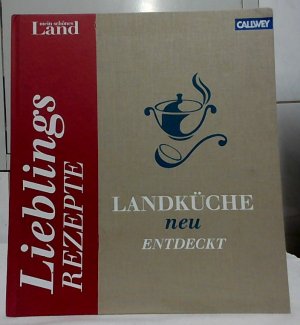 mein schönes
Land
CALLWEY
Lieblings
REZEPTE
LANDKÜCHE
neu
ENTDECKT